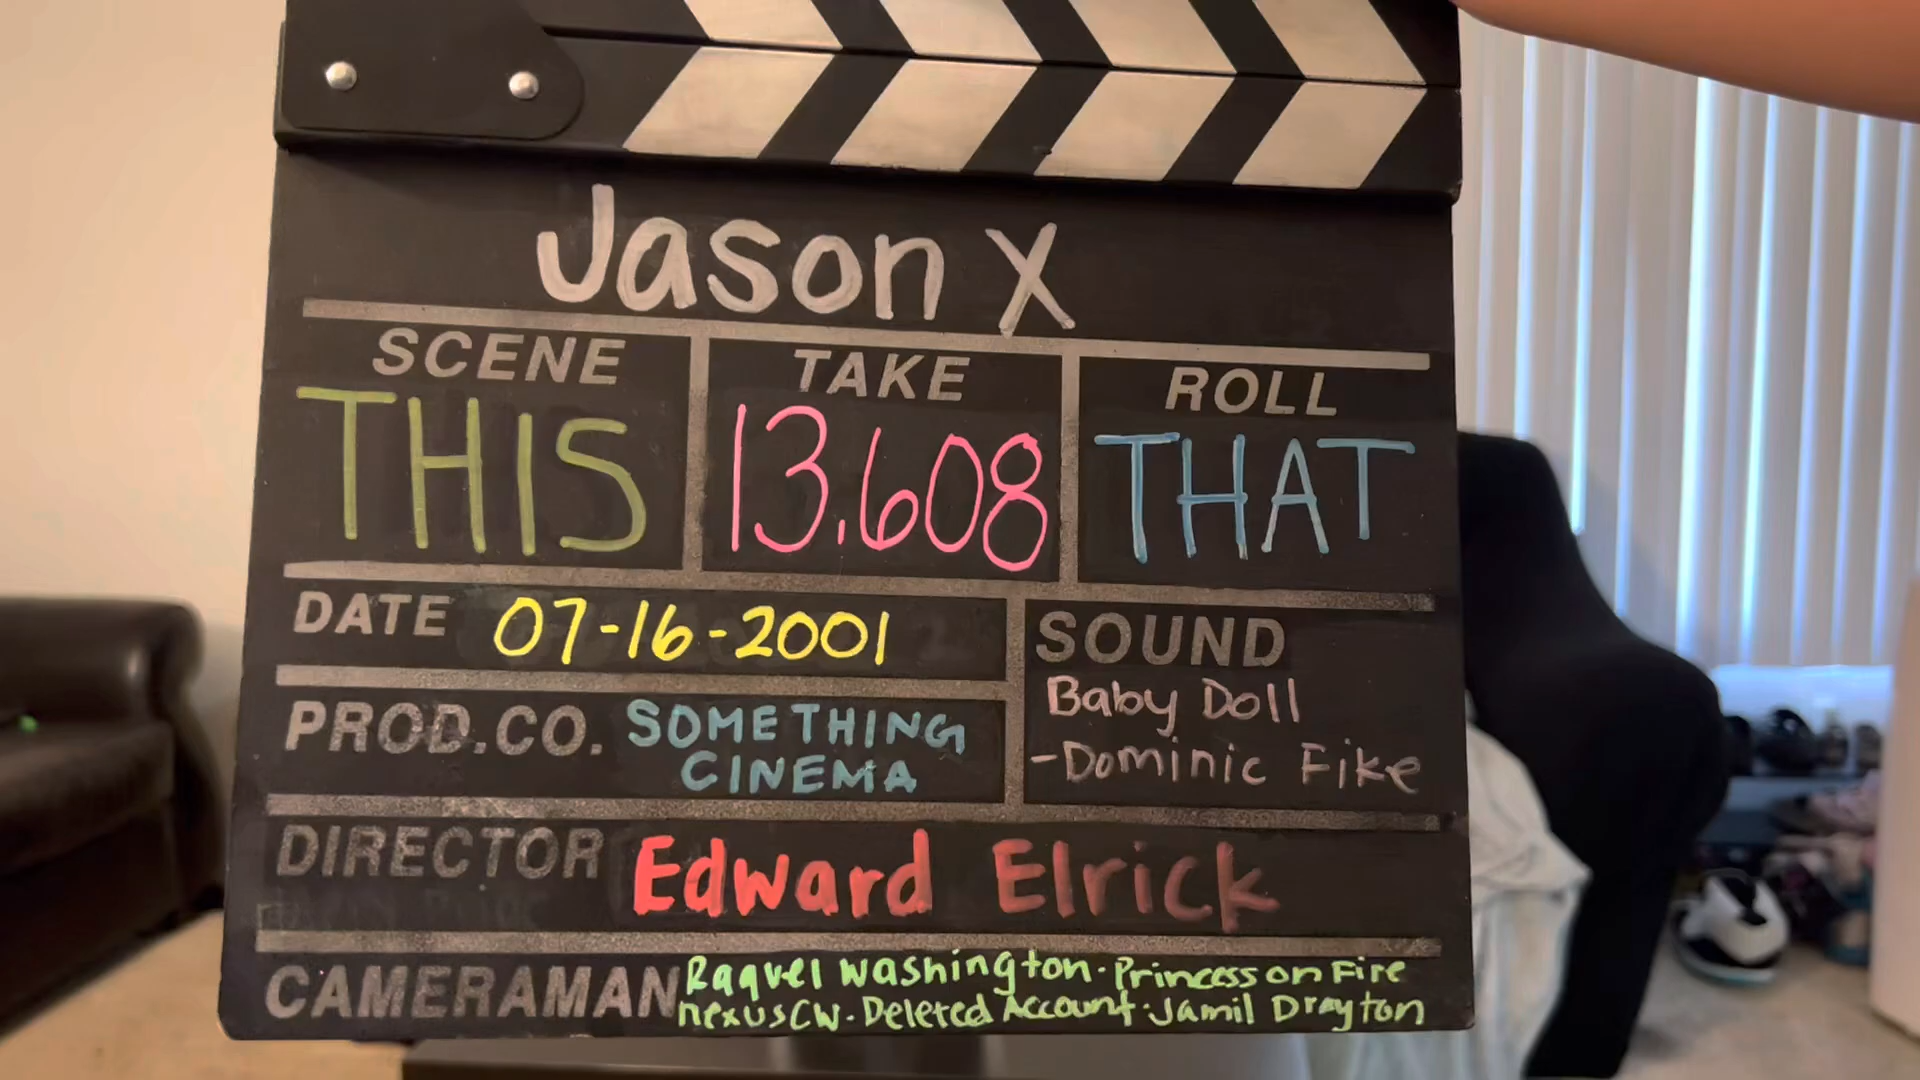 Jason X
SCENE TAKE ROLL
THIS 13.608 THAT
DATE 07-16-2001
SOUND
Baby Doll
-Dominic Fike
PROD.CO. SOMETHING
CINEMA
DIRECTOR Edward Elrick
CAMERAMAN Raquel Washington · Princess on Fire
nexusCW · Deleted Account · Jamil Drayton